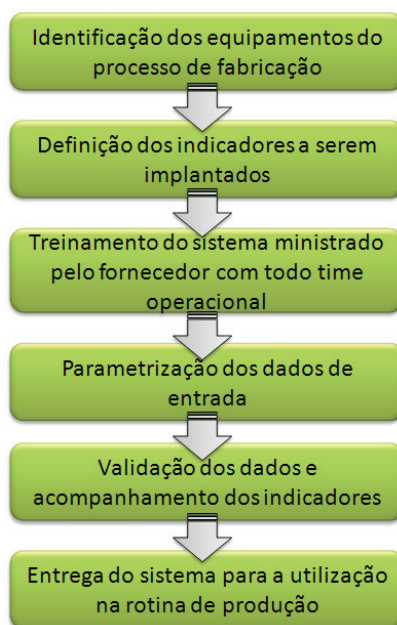 Identificação dos equipamentos do
processo de fabricação
Definição dos indicadores a serem
implantados
Treinamento do sistema ministrado
pelo fornecedor com todo time
operacional
Parametrização dos dados de
entrada
Validação dos dados e
acompanhamento dos indicadores
Entrega do sistema para a utilização
na rotina de produção